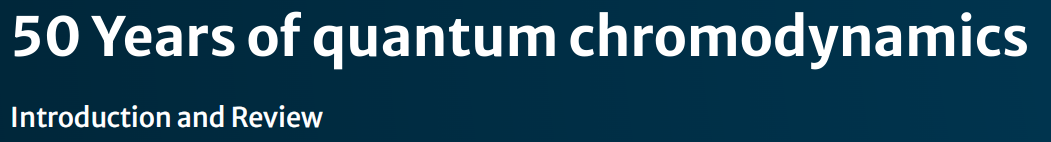 50 Years of quantum chromodynamics
Introduction and Review